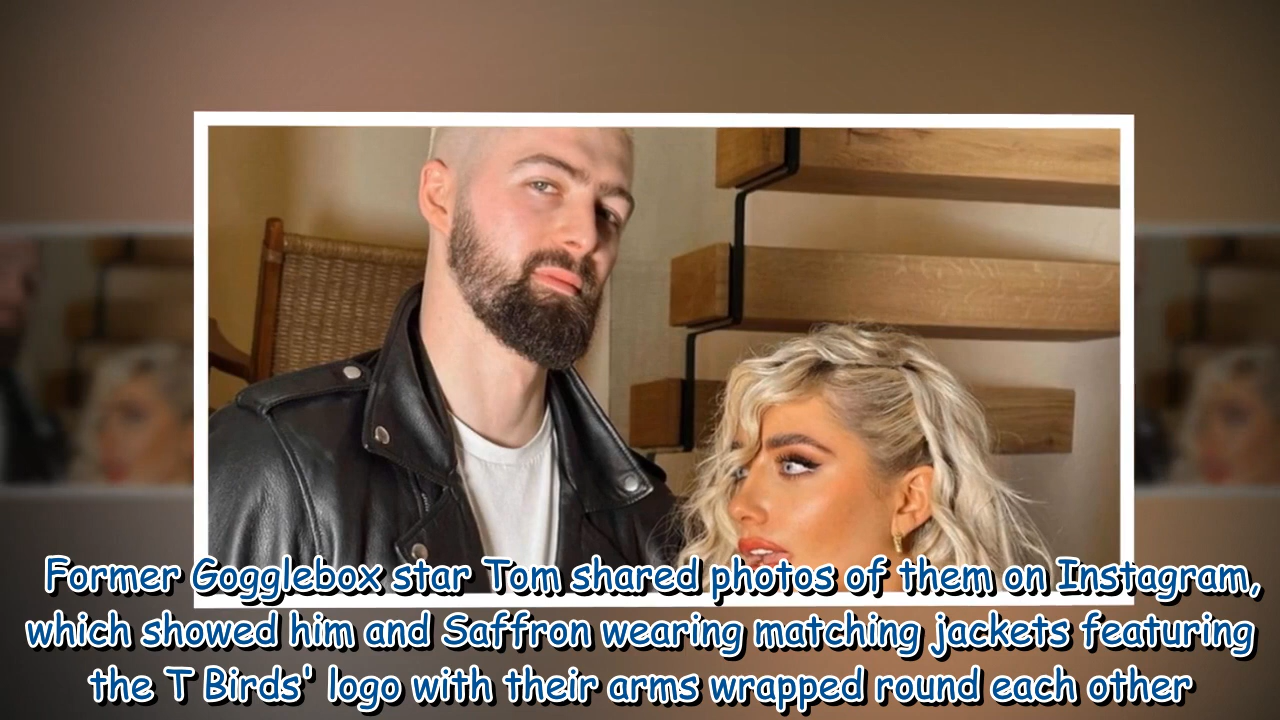 Former Gogglebox star Tom shared photos of them on Instagram,
which showed him and Saffron wearing matching jackets featuring
the T Birds' logo with their arms wrapped round each other